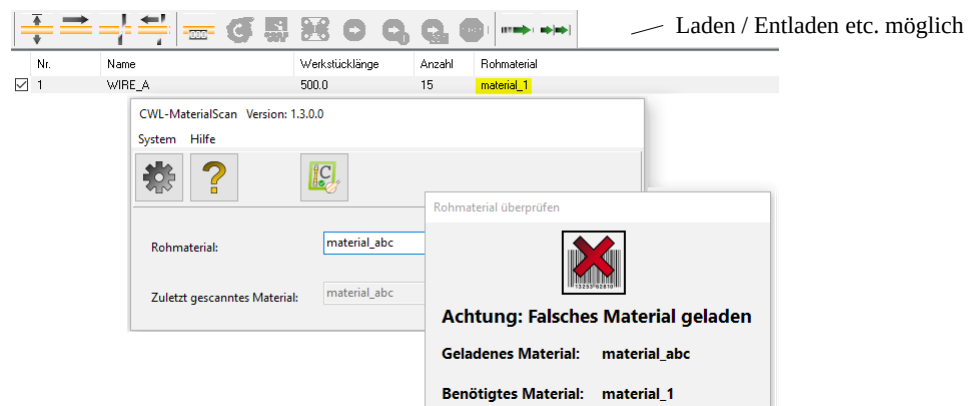 Laden / Entladen etc. möglich
Nr. Name Werkstücklänge Anzahl Rohmaterial
1 WIRE_A 500.0 15 material_1
CWL-MaterialScan Version: 1.3.0.0
System Hilfe
Rohmaterial überprüfen
Rohmaterial: material_abc
Zuletzt gescanntes Material: material_abc
Achtung: Falsches Material geladen
Geladenes Material: material_abc
Benötigtes Material: material_1